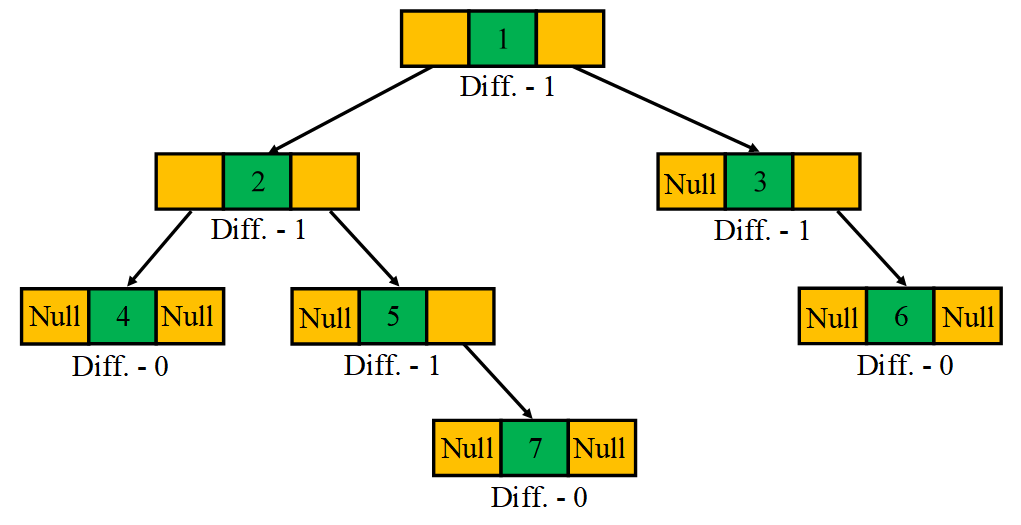 1
Diff. - 1
2
Null 3
Diff. - 1
Diff. - 1
Null 4 Null
Null 5
Null 6 Null
Diff. - 0
Diff. - 1
Diff. - 0
Null 7 Null
Diff. - 0